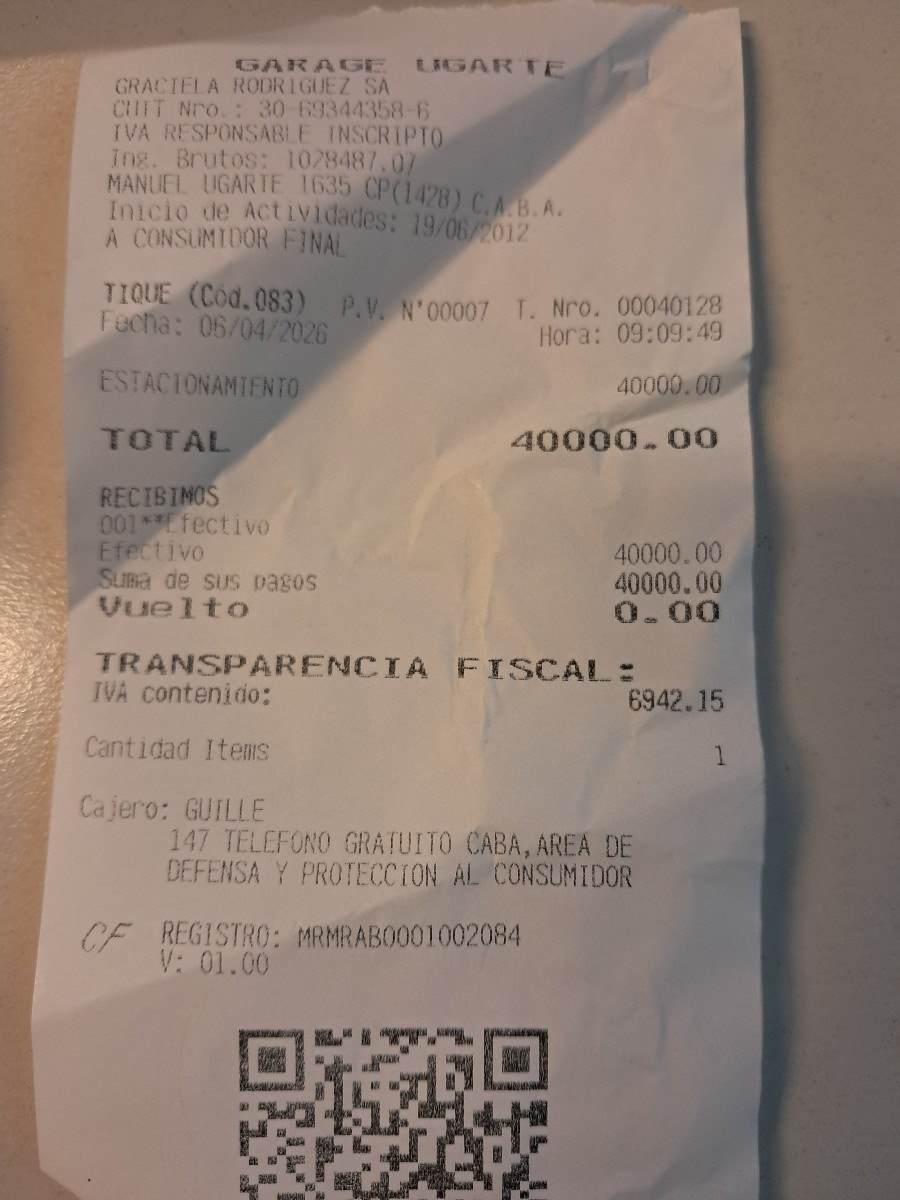 GARAGE UGARTE
GRACIELA RODRIGUEZ SA
CUIT Nro.: 30-69344358-6
IVA RESPONSABLE INSCRIPTO
Ing. Brutos: 1028487.07
MANUEL UGARTE 1635 CP(1428) C.A.B.A.
Inicio de Actividades: 19/06/2012
A CONSUMIDOR FINAL
TIQUE (Cód.083) P.V. N'00007 T. Nro. 00040128
Fecha: 06/04/2026 Hora: 09:09:49
ESTACIONAMIENTO 40000.00
TOTAL 40000.00
RECIBIMOS
001**Efectivo
Efectivo 40000.00
Suma de sus pagos 40000.00
Vuelto 0.00
TRANSPARENCIA FISCAL:
IVA contenido: 6942.15
Cantidad Items 1
Cajero: GUILLE
147 TELEFONO GRATUITO CABA,AREA DE
DEFENSA Y PROTECCION AL CONSUMIDOR
CF REGISTRO: MRMRAB0001002084
V: 01.00